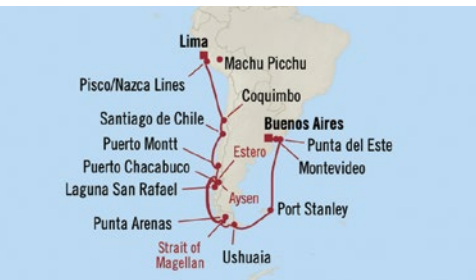 Lima
Machu Picchu
Pisco/Nazca Lines
Coquimbo
Santiago de Chile
Buenos Aires
Puerto Montt
Estero
Punta del Este
Puerto Chacabuco
Montevideo
Laguna San Rafael
Aysen
Port Stanley
Punta Arenas
Strait of
Magellan
Ushuaia